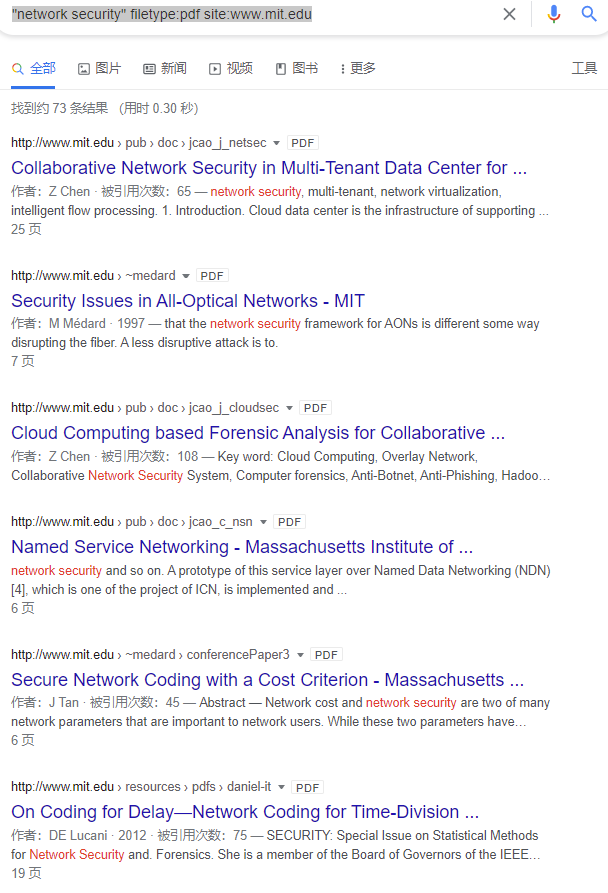 "network security" filetype:pdf site:www.mit.edu
全部 图片 新闻 视频 图书 更多 工具
找到约 73 条结果 （用时 0.30 秒）
http://www.mit.edu › pub › doc › jcao_j_netsec PDF
Collaborative Network Security in Multi-Tenant Data Center for ...
作者：Z Chen · 被引用次数：65 — network security, multi-tenant, network virtualization,
intelligent flow processing. 1. Introduction. Cloud data center is the infrastructure of supporting ...
25 页
http://www.mit.edu › ~medard PDF
Security Issues in All-Optical Networks - MIT
作者：M Médard · 1997 — that the network security framework for AONs is different some way
disrupting the fiber. A less disruptive attack is to.
7 页
http://www.mit.edu › pub › doc › jcao_j_cloudsec PDF
Cloud Computing based Forensic Analysis for Collaborative ...
作者：Z Chen · 被引用次数：108 — Key word: Cloud Computing, Overlay Network,
Collaborative Network Security System, Computer forensics, Anti-Botnet, Anti-Phishing, Hadoo...
http://www.mit.edu › pub › doc › jcao_c_nsn PDF
Named Service Networking - Massachusetts Institute of ...
network security and so on. A prototype of this service layer over Named Data Networking (NDN)
[4], which is one of the project of ICN, is implemented and ...
6 页
http://www.mit.edu › ~medard › conferencePaper3 PDF
Secure Network Coding with a Cost Criterion - Massachusetts ...
作者：J Tan · 被引用次数：45 — Abstract — Network cost and network security are two of many
network parameters that are important to network users. While these two parameters have...
6 页
http://www.mit.edu › resources › pdfs › daniel-it PDF
On Coding for Delay—Network Coding for Time-Division ...
作者：DE Lucani · 2012 · 被引用次数：75 — SECURITY: Special Issue on Statistical Methods
for Network Security and. Forensics. She is a member of the Board of Governors of the IEEE...
19 页